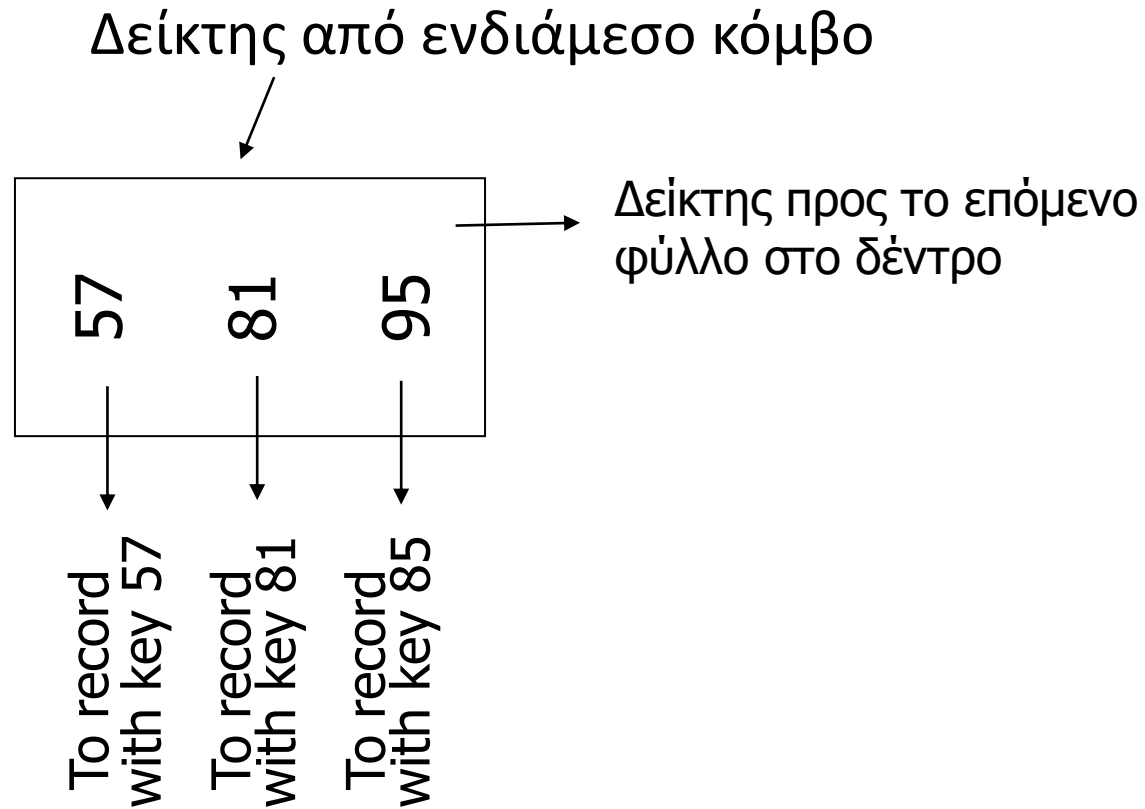 Δείκτης από ενδιάμεσο κόμβο
Δείκτης προς το επόμενο
φύλλο στο δέντρο
57
81
95
To record
with key 57
To record
with key 81
To record
with key 85